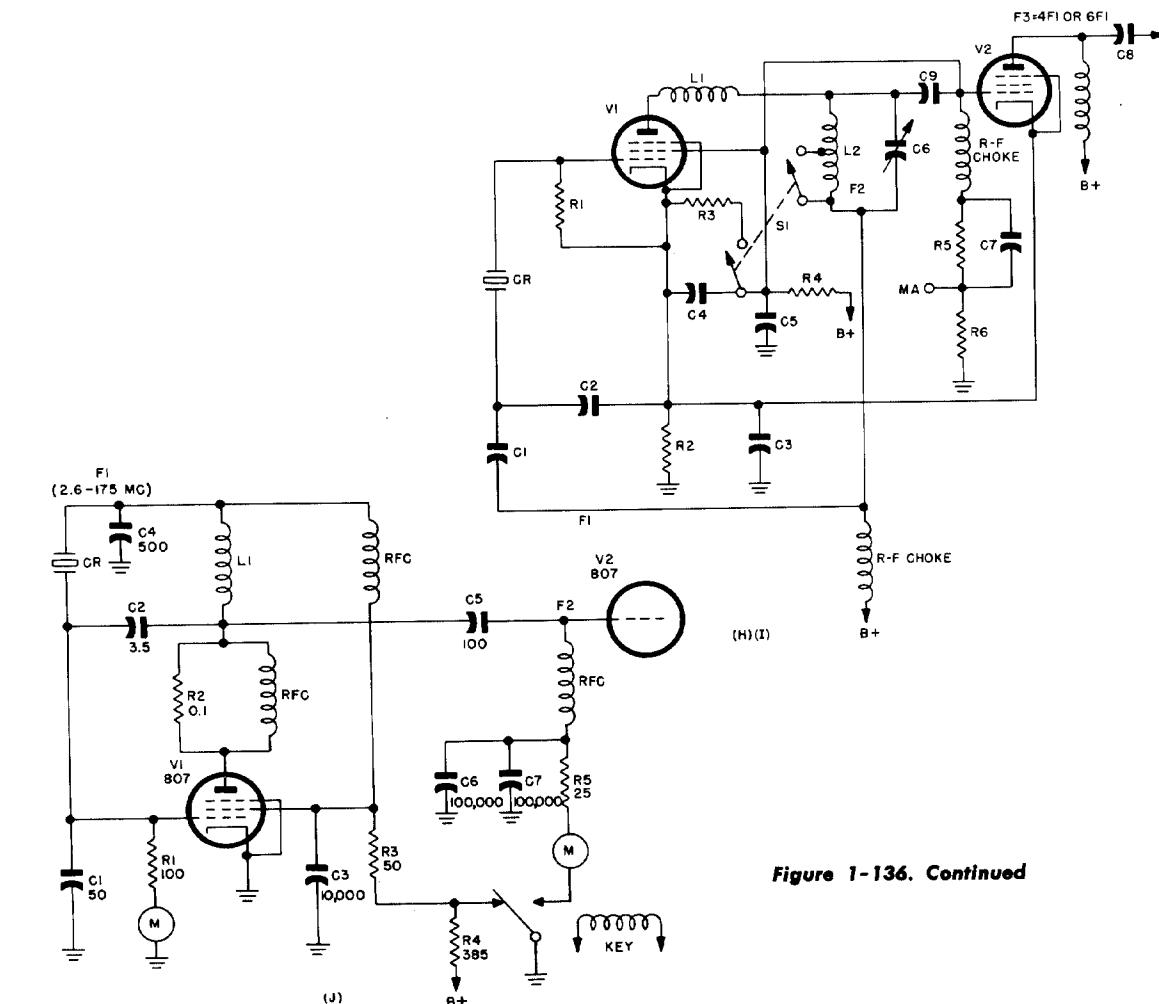 F3=4F1 OR 6F1
C8
V2
B+
C9
L1
V1
L2
C6
F2
R-F
CHOKE
R1
R3
S1
R5
C7
CR
MA
C4
R4
C5
B+
R6
C2
C1
R2
C3
F1
R-F CHOKE
B+
(H)(I)
F1
(2.6-175 MC)
C4
500
CR
L1
RFC
C2
3.5
C5
100
F2
V2
807
R2
0.1
RFC
RFC
V1
807
C6
100,000
C7
100,000
R5
25
M
R1
100
C1
50
M
C3
10,000
R3
50
R4
385
B+
KEY
(J)
Figure 1-136. Continued